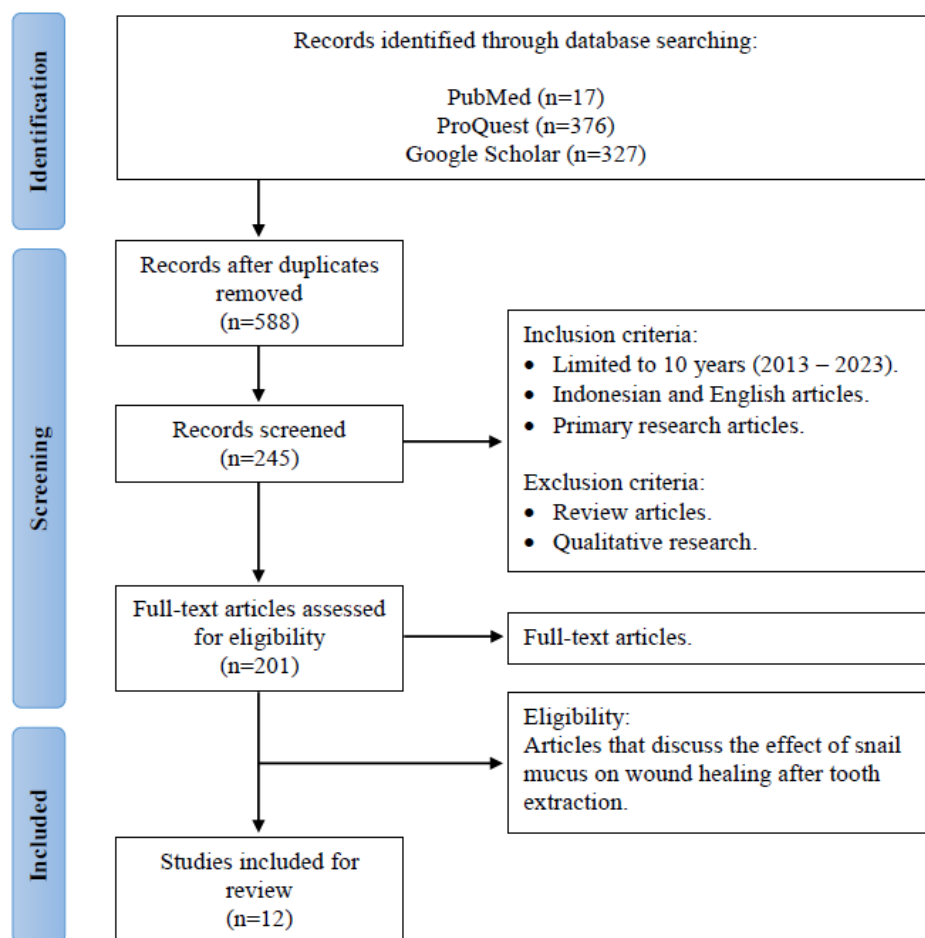 Identification
Records identified through database searching:
PubMed (n=17)
ProQuest (n=376)
Google Scholar (n=327)
Screening
Records after duplicates
removed
(n=588)
Records screened
(n=245)
Inclusion criteria:
• Limited to 10 years (2013 – 2023).
• Indonesian and English articles.
• Primary research articles.
Exclusion criteria:
• Review articles.
• Qualitative research.
Full-text articles assessed
for eligibility
(n=201)
Full-text articles.
Eligibility:
Articles that discuss the effect of snail
mucus on wound healing after tooth
extraction.
Included
Studies included for
review
(n=12)